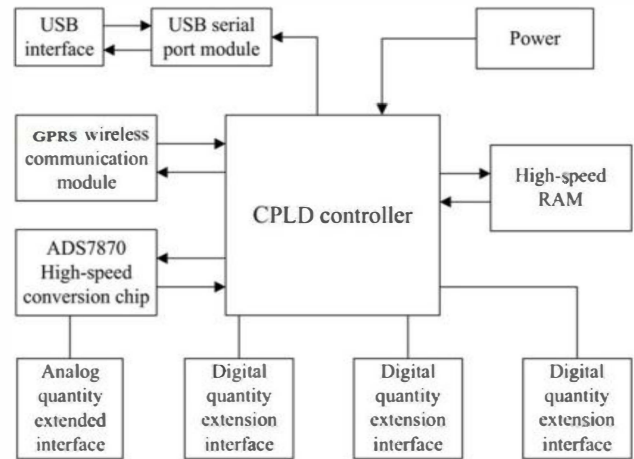 USB
interface
USB serial
port module
Power
GPRS wireless
communication
module
CPLD controller
High-speed
RAM
ADS7870
High-speed
conversion chip
Analog
quantity
extended
interface
Digital
quantity
extension
interface
Digital
quantity
extension
interface
Digital
quantity
extension
interface